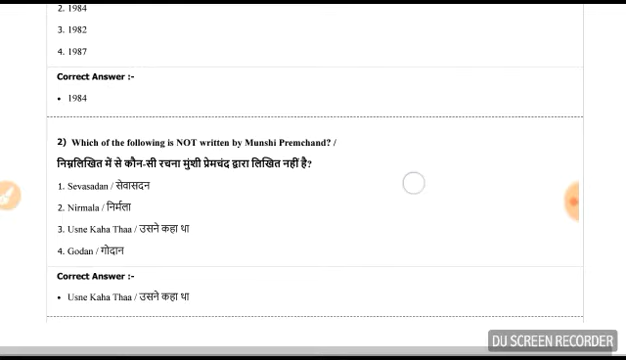 2. 1984
3. 1982
4. 1987
Correct Answer :-
• 1984
2) Which of the following is NOT written by Munshi Premchand? /
निम्नलिखित में से कौन-सी रचना मुंशी प्रेमचंद द्वारा लिखित नहीं है?
1. Sevasadan / सेवासदन
2. Nirmala / निर्मला
3. Usne Kaha Thaa / उसने कहा था
4. Godan / गोदान
Correct Answer :-
• Usne Kaha Thaa / उसने कहा था
DU SCREEN RECORDER